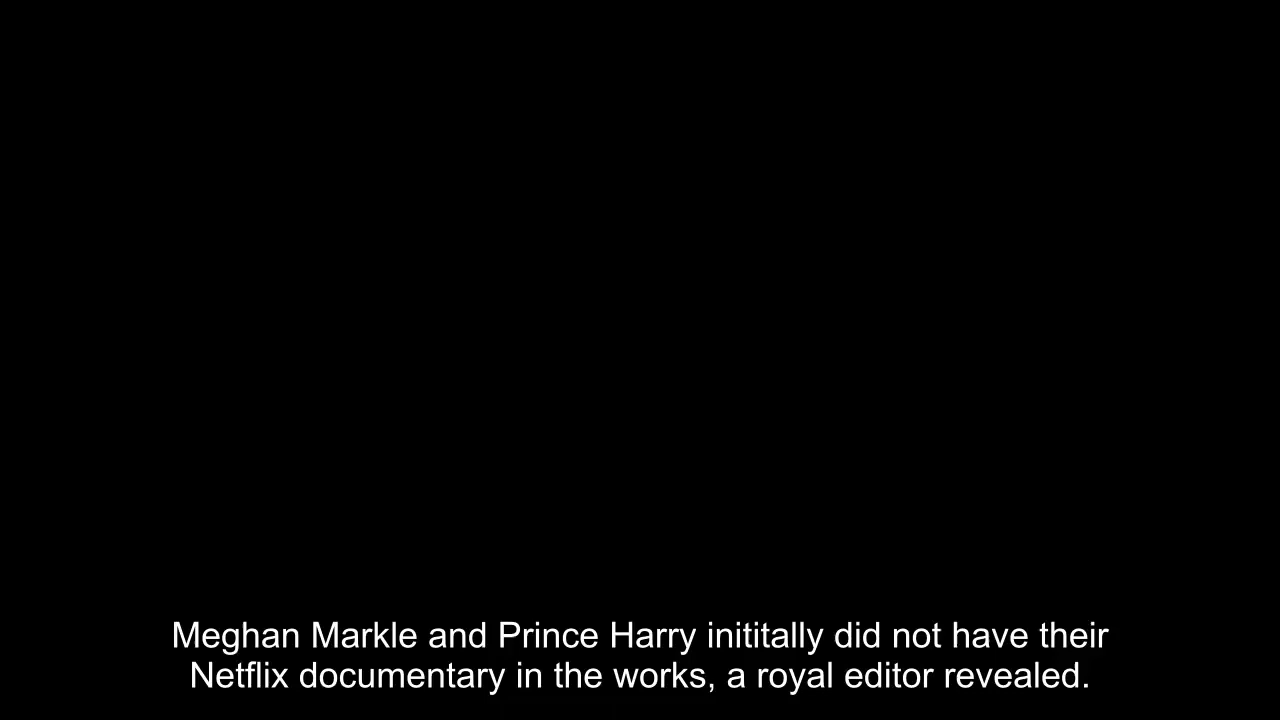 Meghan Markle and Prince Harry inititally did not have their
Netflix documentary in the works, a royal editor revealed.